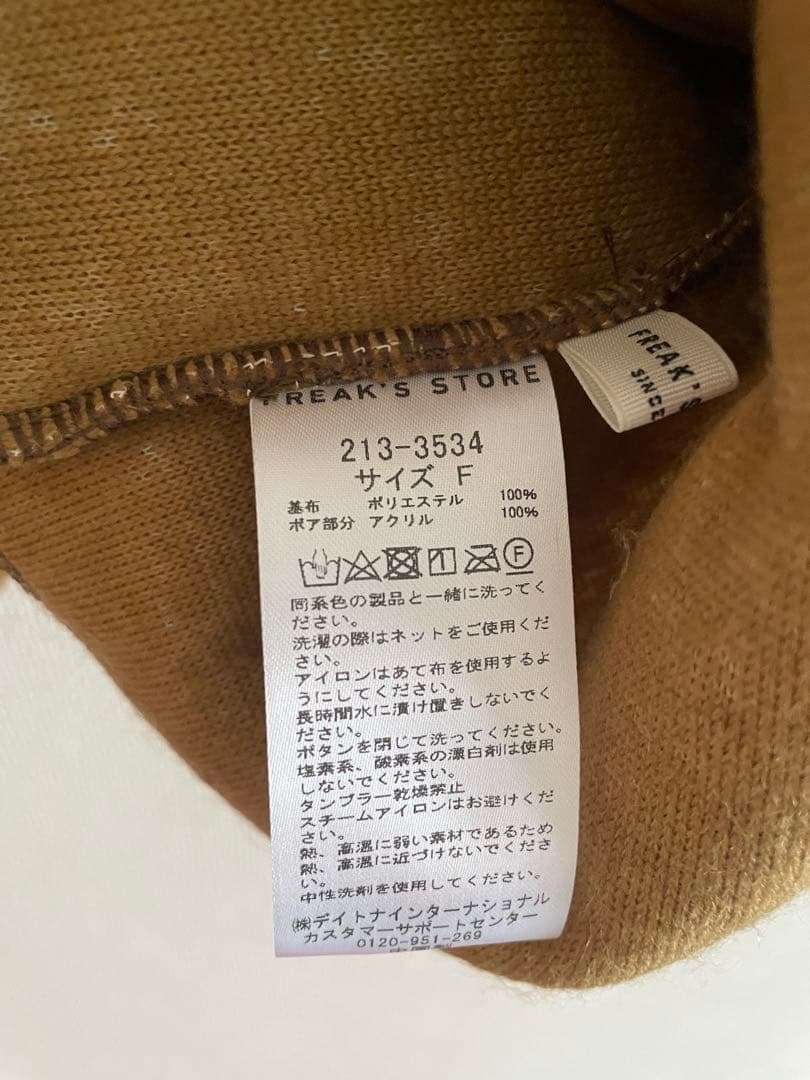 FREAK'S STORE
213-3534
サイズ F
基布 ポリエステル 100%
ボア部分 アクリル 100%
F
同系色の製品と一緒に洗ってく
ださい。
洗濯の際はネットをご使用くだ
さい。
アイロンはあて布を使用するよ
うにしてください。
長時間水に漬け置きしないでく
ださい。
ボタンを閉じて洗ってください。
塩素系、酸素系の漂白剤は使用
しないでください。
タンブラー乾燥禁止
スチームアイロンはお避けくだ
さい。
熱、高温に弱い素材であるため
熱、高温に近づけないでくださ
い。
中性洗剤を使用してください。
㈱デイトナインターナショナル
カスタマーサポートセンター
0120-951-269
FREAK'S
SINCE